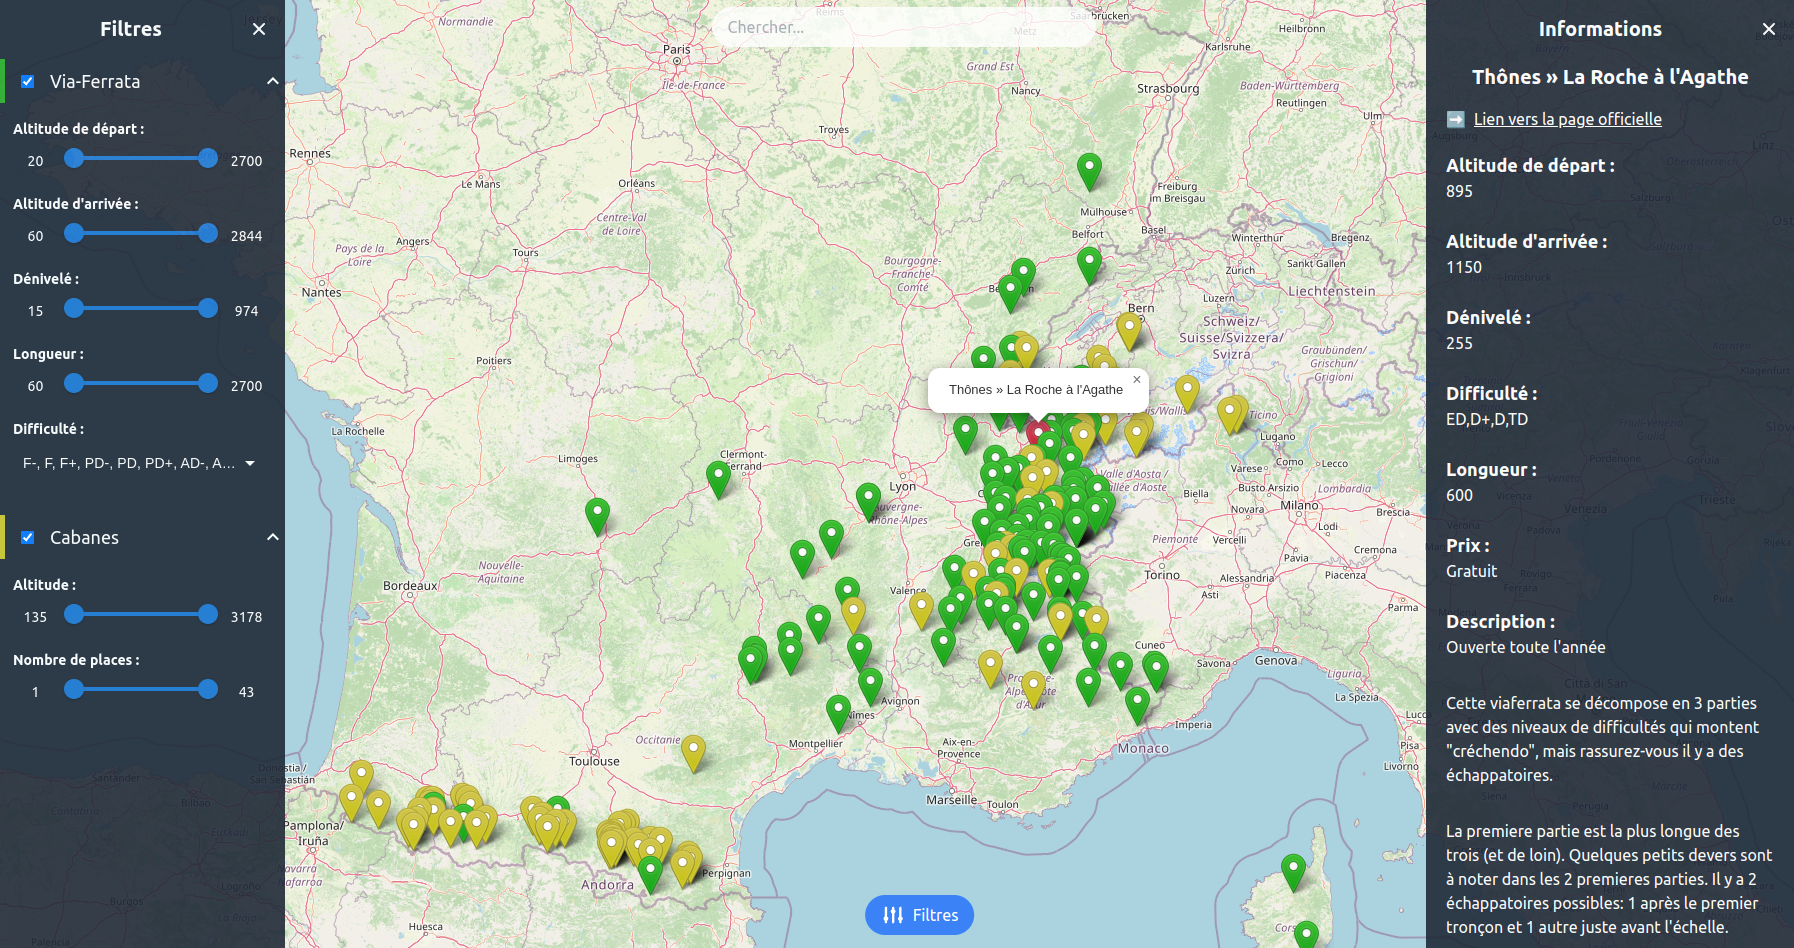 Filtres
Via-Ferrata
Altitude de départ :
20
2700
Altitude d'arrivée :
60
2844
Dénivelé :
15
974
Longueur :
60
2700
Difficulté :
F-, F, F+, PD-, PD, PD+, AD-, A...
Cabanes
Altitude :
135
3178
Nombre de places :
1
43
Chercher...
Reims
Saarbrucken
Metz
Normandie
Paris
Île-de-France
Grand Est
Nancy
Karlsruhe
Heilbronn
Strasbourg
Baden-Württemberg
Reutlingen
Ulm
Troyes
Rennes
Le Mans
Orléans
Freiburg
im Breisgau
Mulhouse
Centre-Val
de Loire
Pays de la
Loire
Angers
Tours
Belfort
Basel
Winterthur
Bregenz
Bourgogne-
Franche-
Comté
Zürich
Sankt Gallen
Nantes
Luzern
Liechtenstein
Bern
Schweiz/
Suisse/Svizzera/
Svizra
Graubünden/
Grischun/
Grigioni
Poitiers
Thônes » La Roche à l'Agathe
×
Ticino
La Rochelle
Lugano
Limoges
Clermont-
Ferrand
Lyon
Valle d'Aosta /
Vallée d'Aoste
Varese
Como
Lecco
Biella
Busto Arsizio
Lombardia
Novara
Milano
Brescia
Lodi
Piemonte
Vercelli
Pavia
Cremona
Nouvelle-
Aquitaine
Bordeaux
Valence
Torino
Alessandria
Piacenza
Asti
Parma
Cuneo
Savona
Genova
Liguria
La Spezia
Avignon
Nîmes
Imperia
Occitanie
Montpellier
Aix-en-
Provence
Monaco
Pisa
Livorno
Toulouse
Marseille
Toulon
Donostia /
San Sebastián
Pamplona/
Iruña
Perpignan
Andorra
Huesca
Filtres
Informations
Thônes » La Roche à l'Agathe
Lien vers la page officielle
Altitude de départ :
895
Altitude d'arrivée :
1150
Dénivelé :
255
Difficulté :
ED,D+,D,TD
Longueur :
600
Prix :
Gratuit
Description :
Ouverte toute l'année
Cette viaferrata se décompose en 3 parties
avec des niveaux de difficultés qui montent
"créchendo", mais rassurez-vous il y a des
échappatoires.
La premiere partie est la plus longue des
trois (et de loin). Quelques petits devers sont
à noter dans les 2 premieres parties. Il y a 2
échappatoires possibles: 1 après le premier
tronçon et 1 autre juste avant l'échelle.